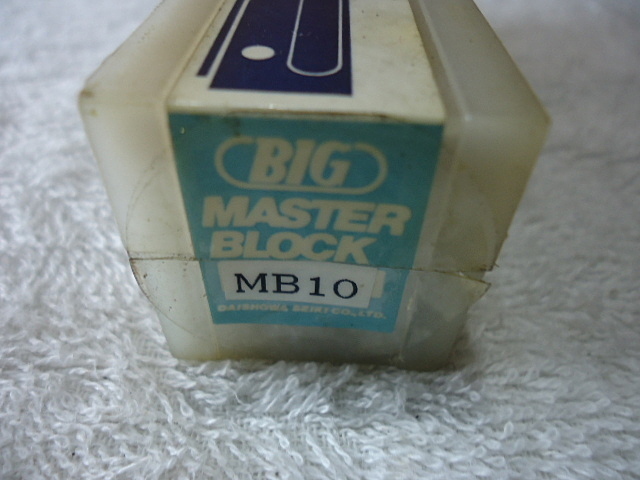 BIG
MASTER
BLOCK
MB10
DAISHOWA SEIKI CO., LTD.